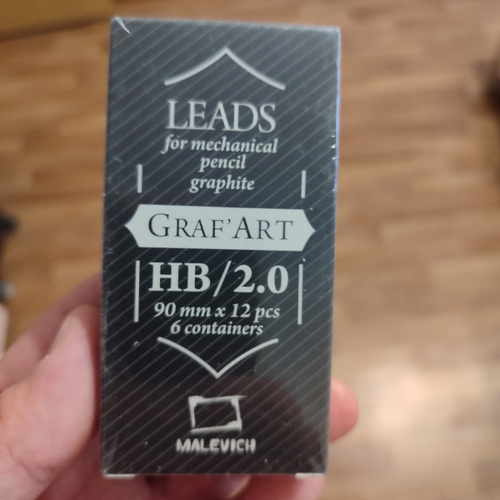 LEADS
for mechanical
pencil
graphite
GRAF'ART
HB/2.0
90 mm x 12 pcs
6 containers
MALEVICH